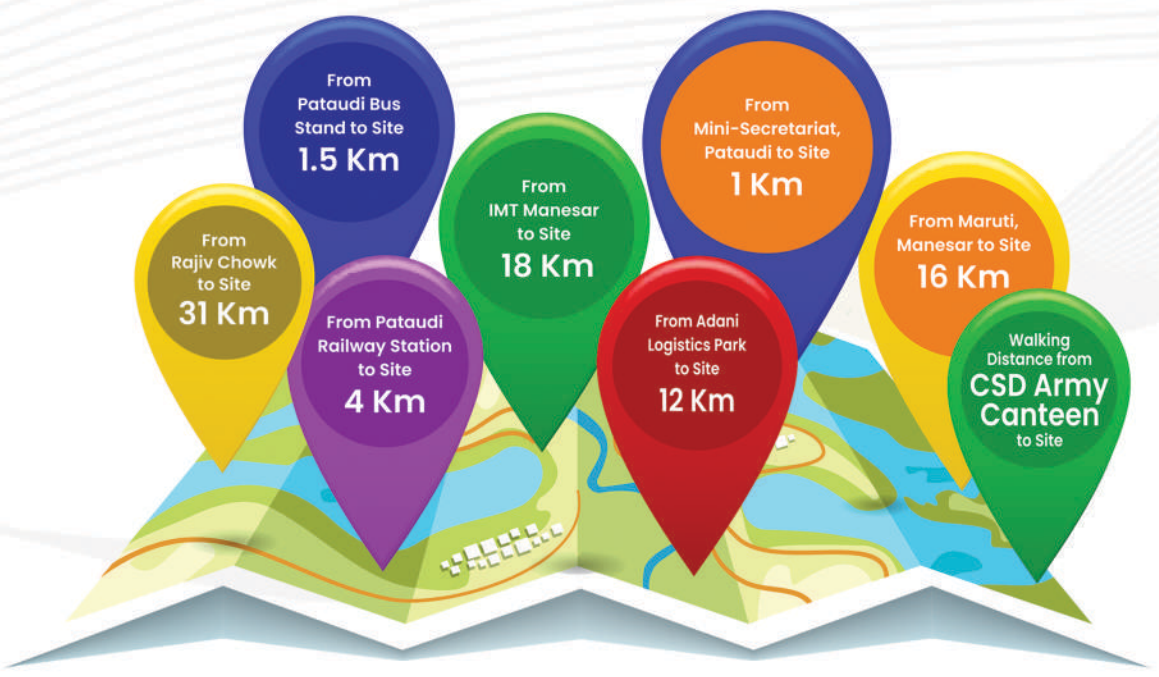 From
Pataudi Bus
Stand to Site
1.5 Km
From
Mini-Secretariat,
Pataudi to Site
1 Km
From
IMT Manesar
to Site
18 Km
From Maruti,
Manesar to Site
16 Km
From
Rajiv Chowk
to Site
31 Km
From Pataudi
Railway Station
to Site
4 Km
From Adani
Logistics Park
to Site
12 Km
Walking
Distance from
CSD Army
Canteen
to Site